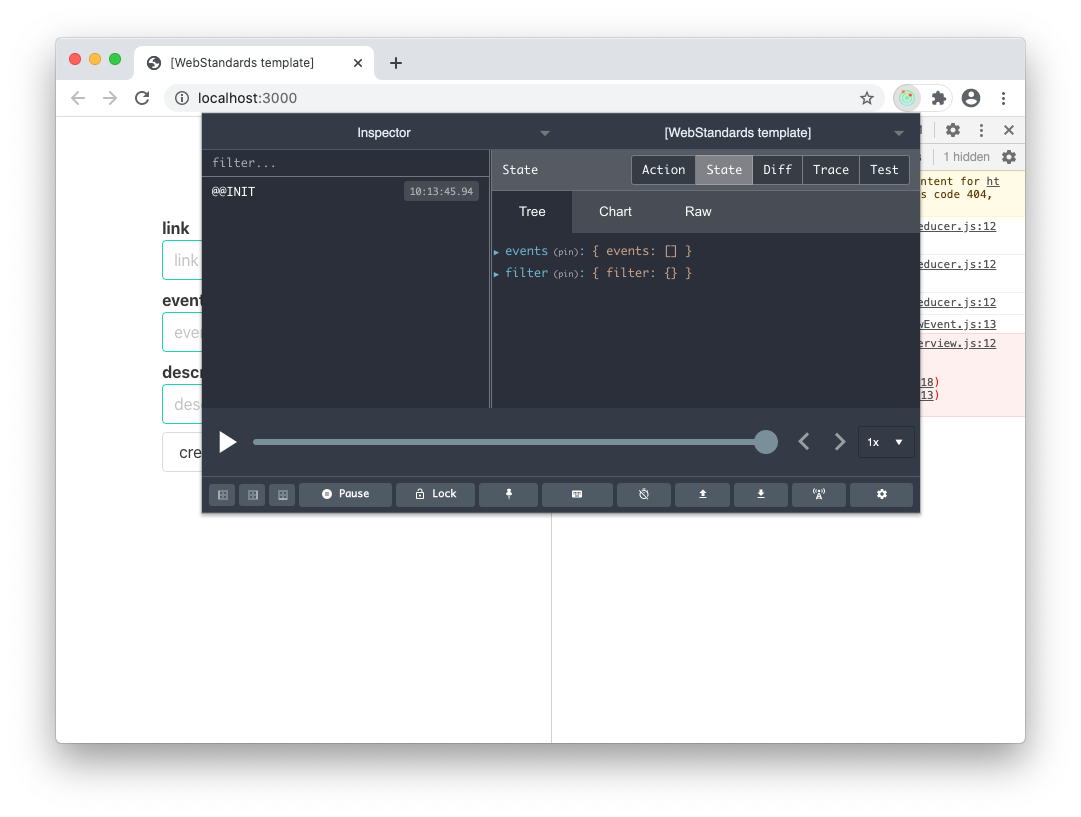 [WebStandards template]
localhost:3000
Inspector
[WebStandards template]
1 hidden
filter...
State
Action
State
Diff
Trace
Test
@@INIT
10:13:45.94
Tree
Chart
Raw
events (pin): { events: [] }
filter (pin): { filter: {} }
ntent for ht
s code 404,
educer.js:12
educer.js:12
educer.js:12
wEvent.js:13
erview.js:12
18)
13)
link
link
event
ever
descr
desc
cre
1x
Pause
Lock